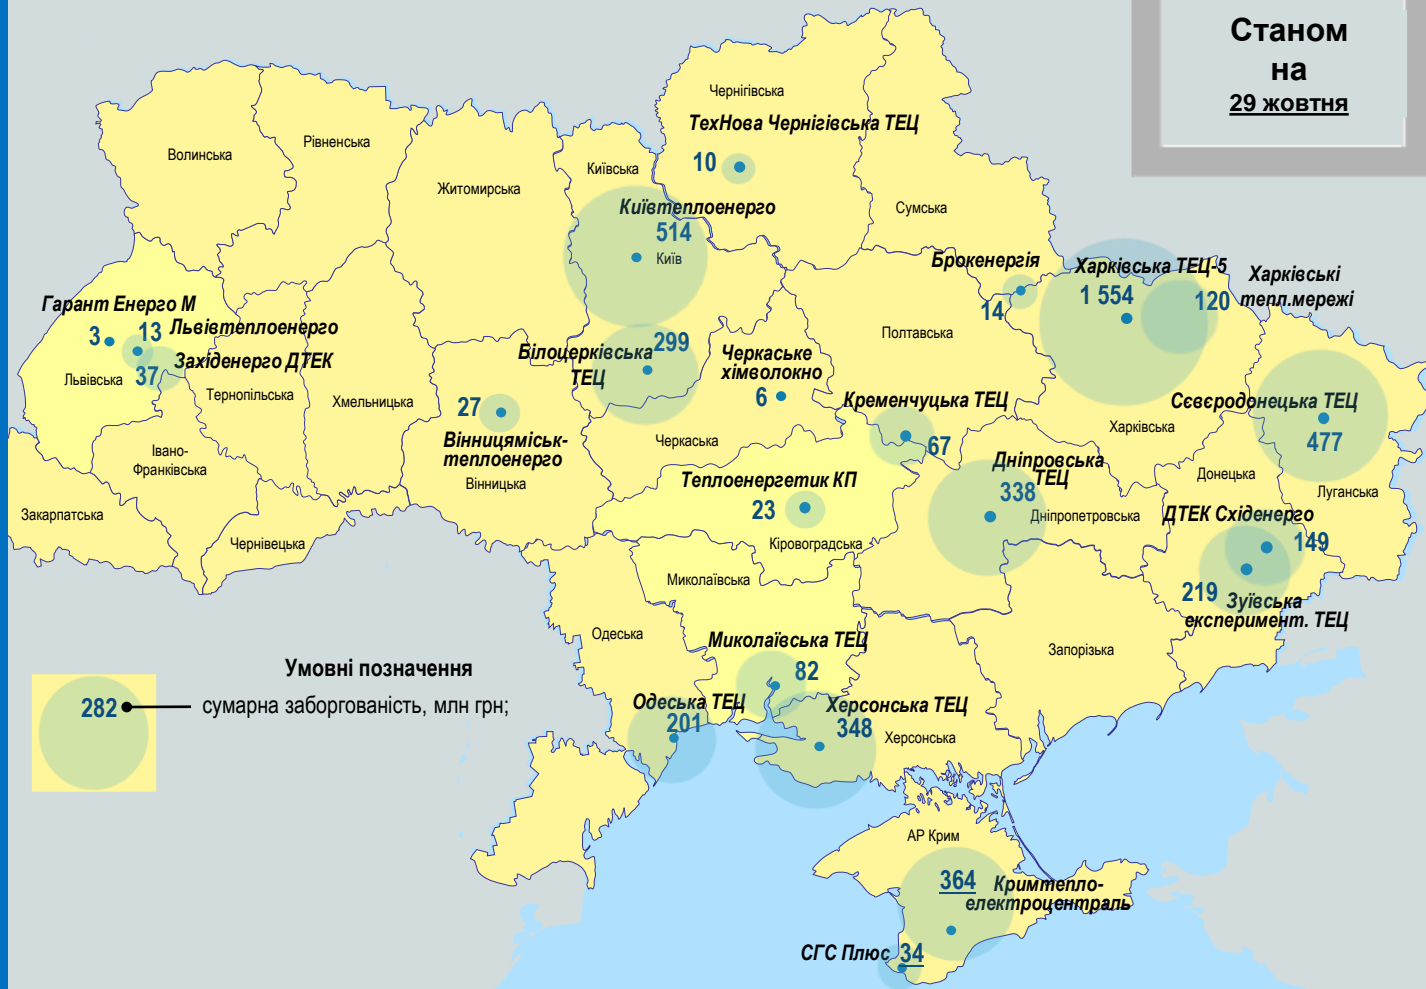 Станом
на
29 жовтня
Чернігівська
ТехНова Чернігівська ТЕЦ
10
Волинська
Рівненська
Житомирська
Київська
Київтеплоенерго
514
Київ
Сумська
Брокенергія
14
Харківська ТЕЦ-5
1 554
120
Харківські
тепл.мережі
Гарант Енерго М
3
13
Львівтеплоенерго
Західенерго ДТЕК
37
Львівська
Тернопільська
Хмельницька
Білоцерківська
ТЕЦ
299
Черкаське
хімволокно
6
Полтавська
Кременчуцька ТЕЦ
67
Сєвєродонецька ТЕЦ
477
27
Вінницяміськ-
теплоенерго
Вінницька
Черкаська
Харківська
Івано-
Франківська
Теплоенергетик КП
23
Кіровоградська
Дніпровська
ТЕЦ
338
Дніпропетровська
Донецька
Луганська
ДТЕК Східенерго
149
219
Зуївська
експеримент. ТЕЦ
Закарпатська
Чернівецька
Миколаївська
Одеська
Миколаївська ТЕЦ
82
Запорізька
Умовні позначення
282
сумарна заборгованість, млн грн;
Одеська ТЕЦ
201
Херсонська ТЕЦ
348
Херсонська
АР Крим
364
Кримтепло-
електроцентраль
СГС Плюс
34